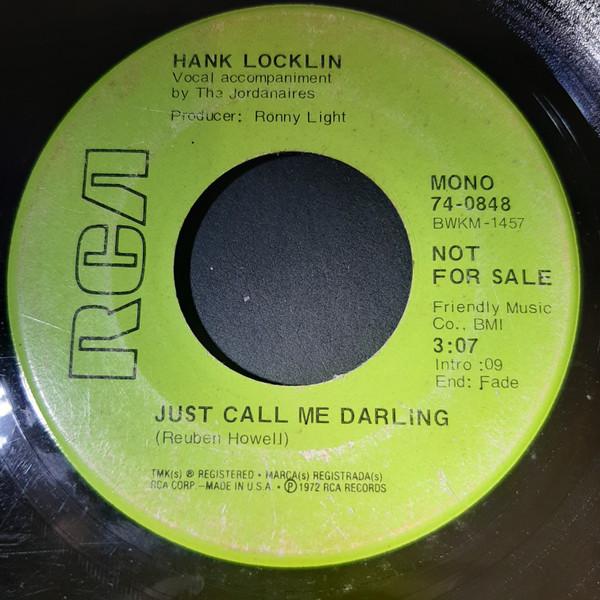 HANK LOCKLIN
Vocal accompaniment
by The Jordanaires
Producer: Ronny Light
RCA
MONO
74-0848
BWKM-1457
NOT
FOR SALE
Friendly Music
Co., BMI
3:07
Intro :09
End: Fade
JUST CALL ME DARLING
(Reuben Howell)
TMK(s) ® REGISTERED • MARCA(s) REGISTRADA(s)
RCA CORP.—MADE IN U.S.A. • ℗ 1972 RCA RECORDS